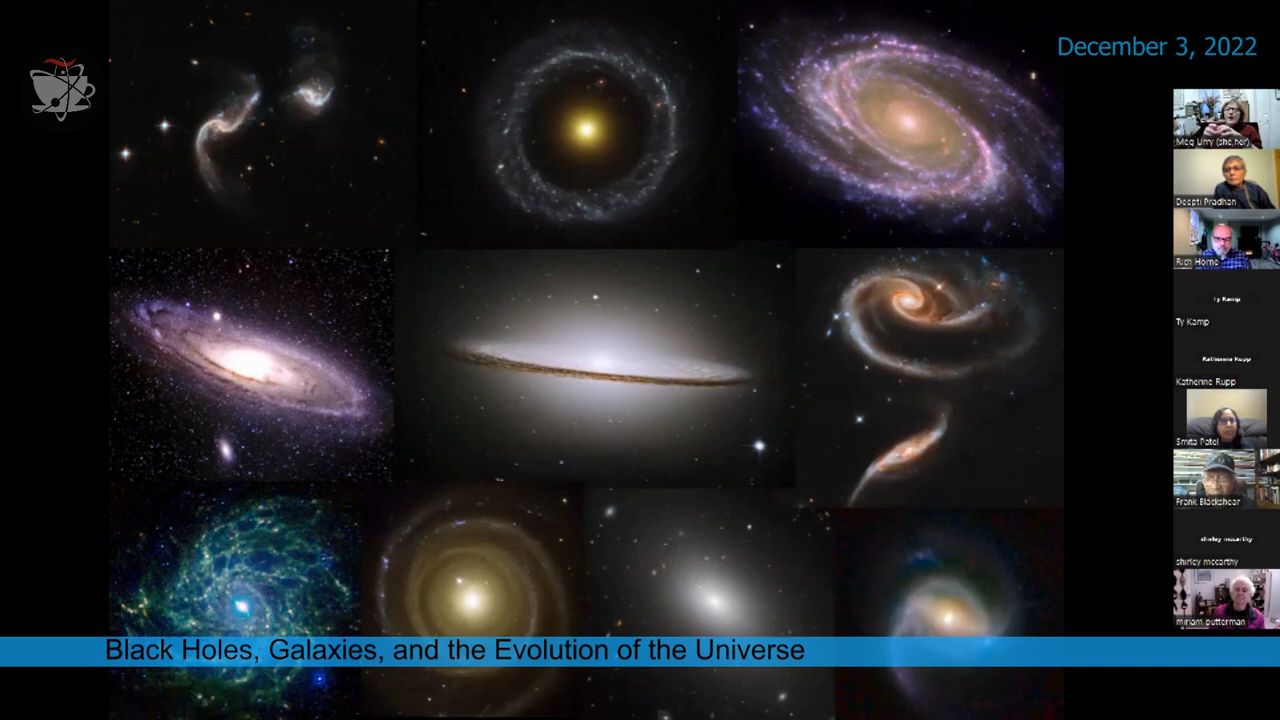 December 3, 2022
Meg Urry (she,her)
Deepti Pradhan
Rich Horne
Ty Kamp
Ty Kamp
Katherine Rupp
Katherine Rupp
Smita Patel
Frank Blackshear
shirley mccarthy
shirley mccarthy
miriam putterman
Black Holes, Galaxies, and the Evolution of the Universe